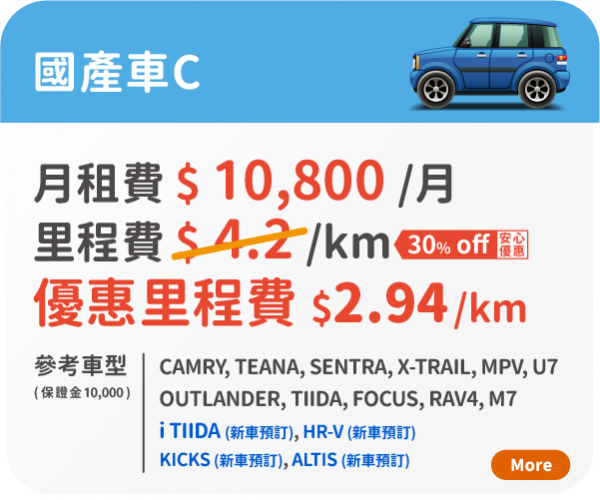 國產車C
月租費 $ 10,800 /月
里程費 $ 4.2 /km 30% off 安心優惠
優惠里程費 $2.94/km
參考車型
(保證金10,000)
CAMRY, TEANA, SENTRA, X-TRAIL, MPV, U7
OUTLANDER, TIIDA, FOCUS, RAV4, M7
i TIIDA (新車預訂), HR-V (新車預訂)
KICKS (新車預訂), ALTIS (新車預訂)
More